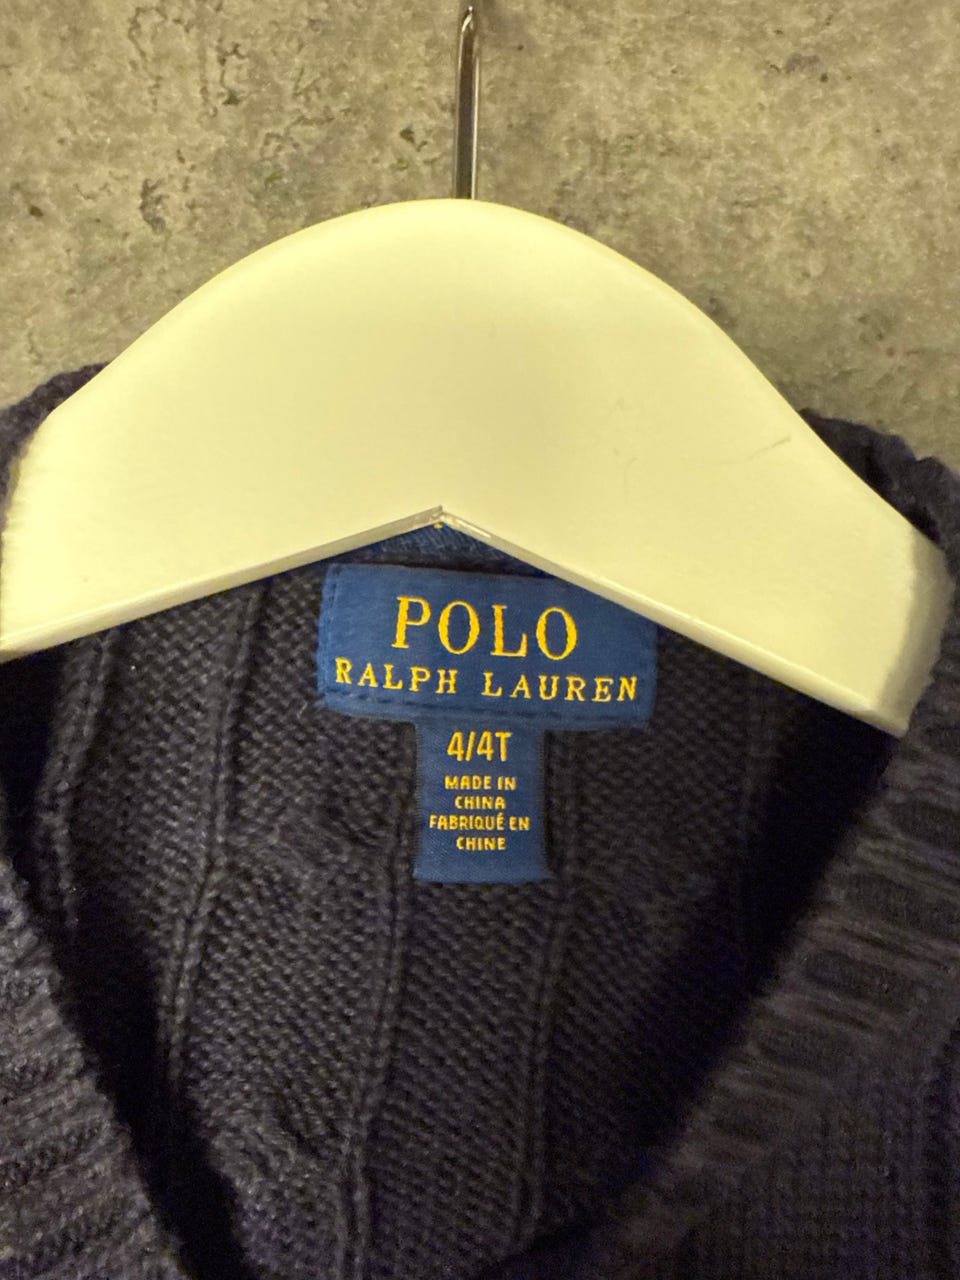 POLO
RALPH LAUREN
4/4T
MADE IN
CHINA
FABRIQUÉ EN
CHINE